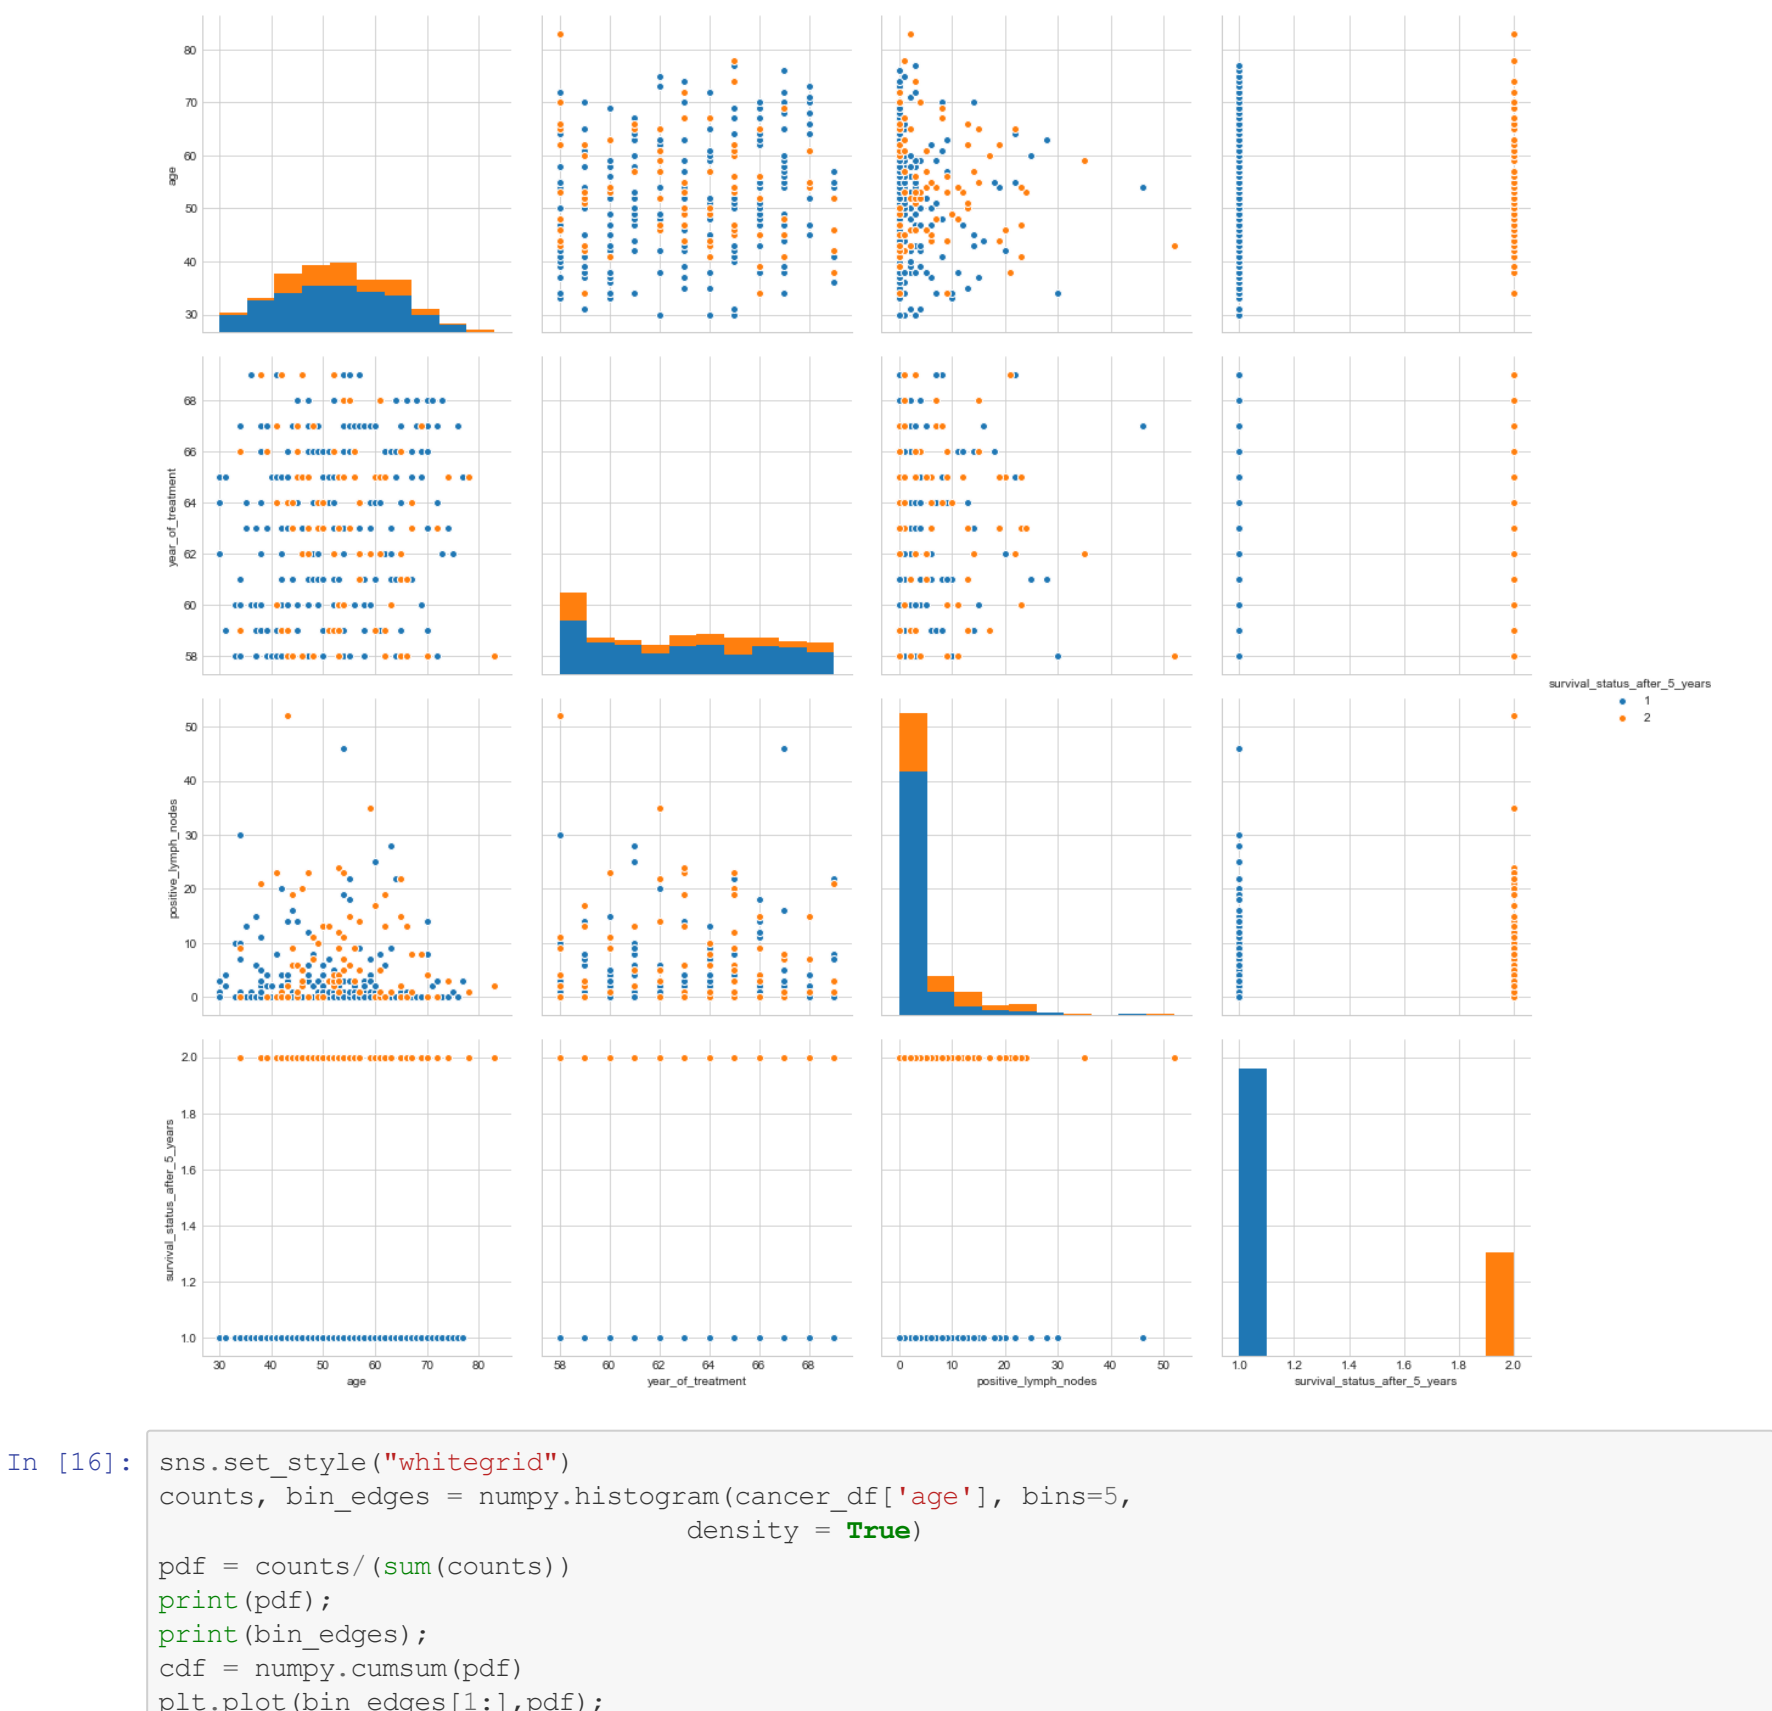 80
70
60
50
40
30
age
68
66
64
62
60
58
year_of_treatment
survival_status_after_5_years
1
2
50
40
30
20
10
0
positive_lymph_nodes
2.0
1.8
1.6
1.4
1.2
1.0
survival_status_after_5_years
30 40 50 60 70 80
58 60 62 64 66 68
0 10 20 30 40 50
1.0 1.2 1.4 1.6 1.8 2.0
age
year_of_treatment
positive_lymph_nodes
survival_status_after_5_years
In [16]: sns.set_style("whitegrid")
counts, bin_edges = numpy.histogram(cancer_df['age'], bins=5,
density = True)
pdf = counts/(sum(counts))
print(pdf);
print(bin_edges);
cdf = numpy.cumsum(pdf)
plt.plot(bin_edges[1:],pdf);